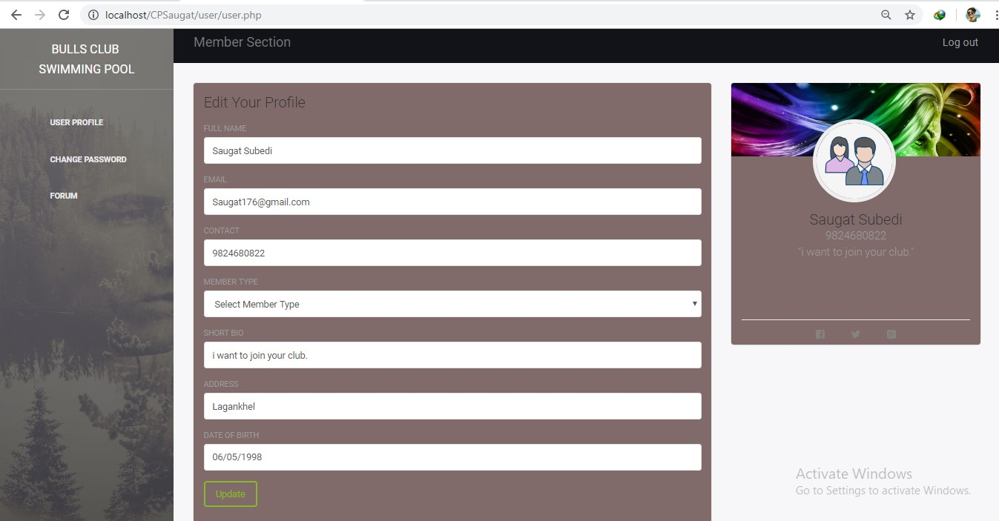 localhost/CPSaugat/user/user.php
BULLS CLUB
SWIMMING POOL
USER PROFILE
CHANGE PASSWORD
FORUM
Member Section
Log out
Edit Your Profile
FULL NAME
Saugat Subedi
EMAIL
Saugat176@gmail.com
CONTACT
9824680822
MEMBER TYPE
Select Member Type
SHORT BIO
i want to join your club.
ADDRESS
Lagankhel
DATE OF BIRTH
06/05/1998
Update
Saugat Subedi
9824680822
"i want to join your club."
Activate Windows
Go to Settings to activate Windows.